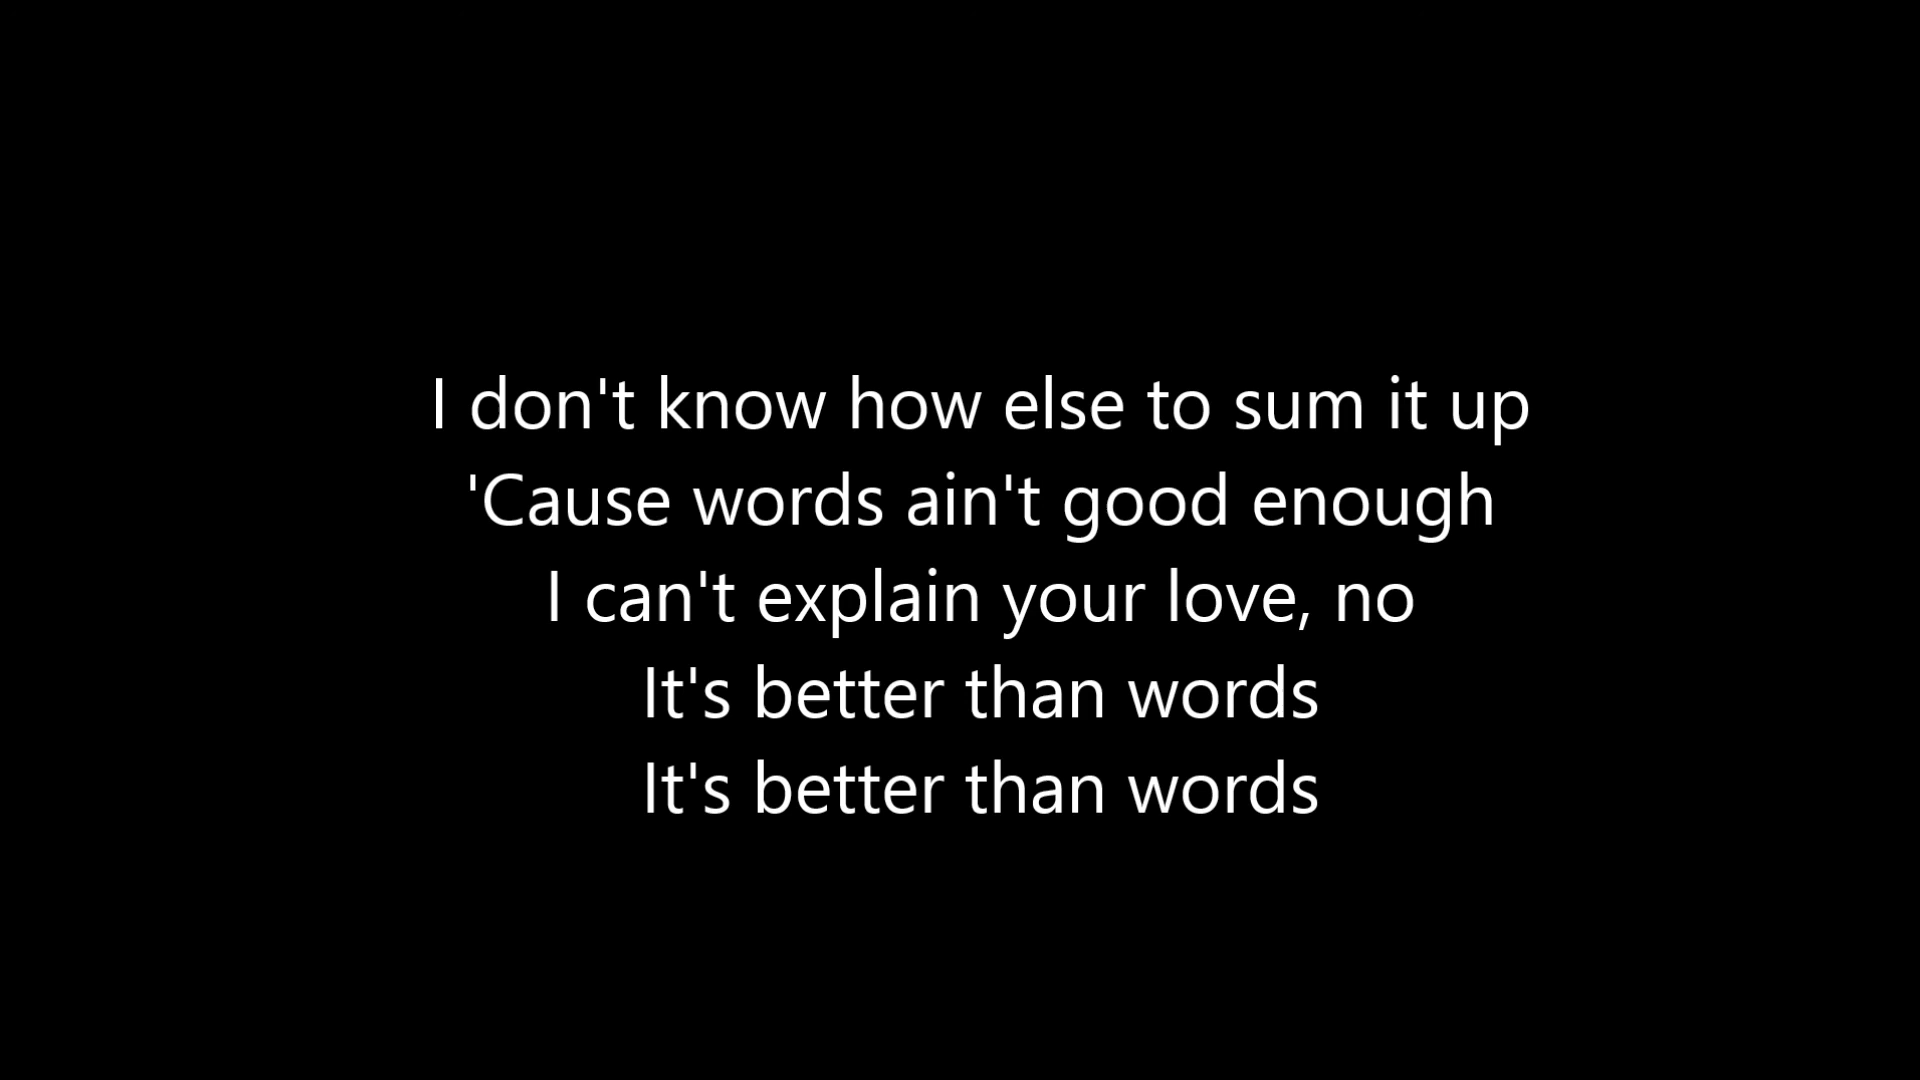 I don't know how else to sum it up
'Cause words ain't good enough
I can't explain your love, no
It's better than words
It's better than words